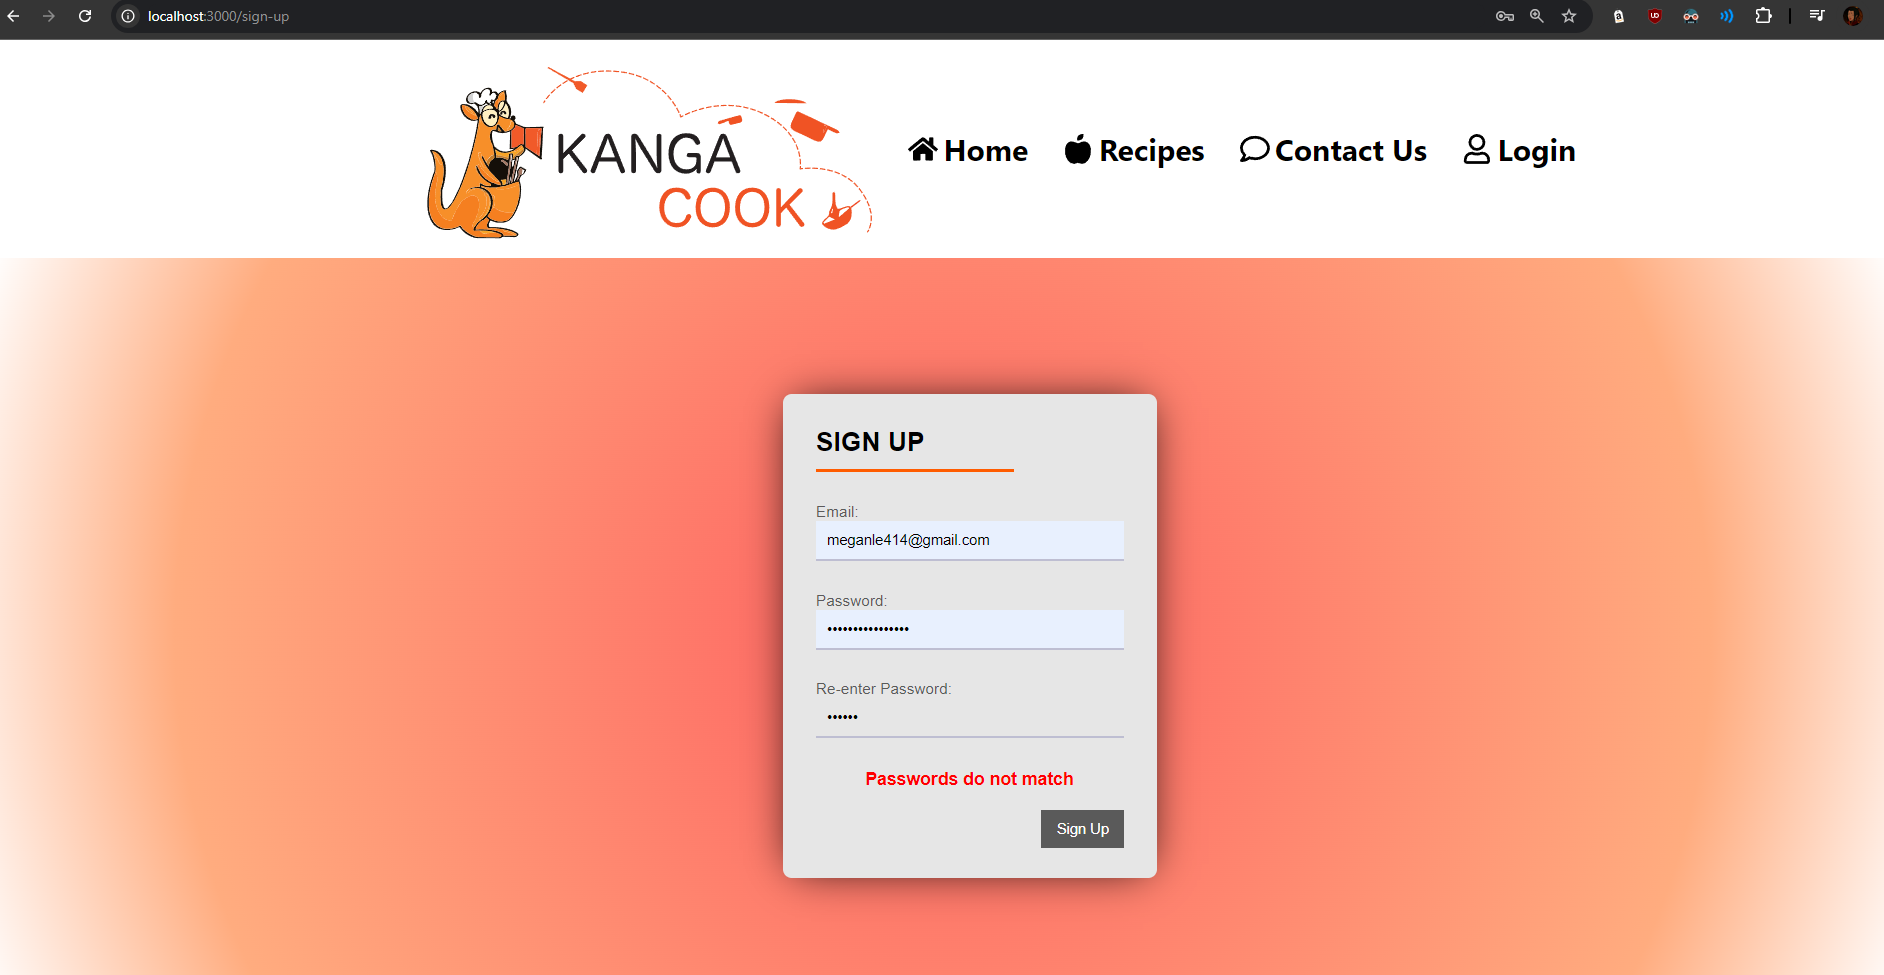 localhost:3000/sign-up
KANGA
COOK
Home Recipes Contact Us Login
SIGN UP
Email:
meganle414@gmail.com
Password:
••••••••••••••••
Re-enter Password:
••••••
Passwords do not match
Sign Up